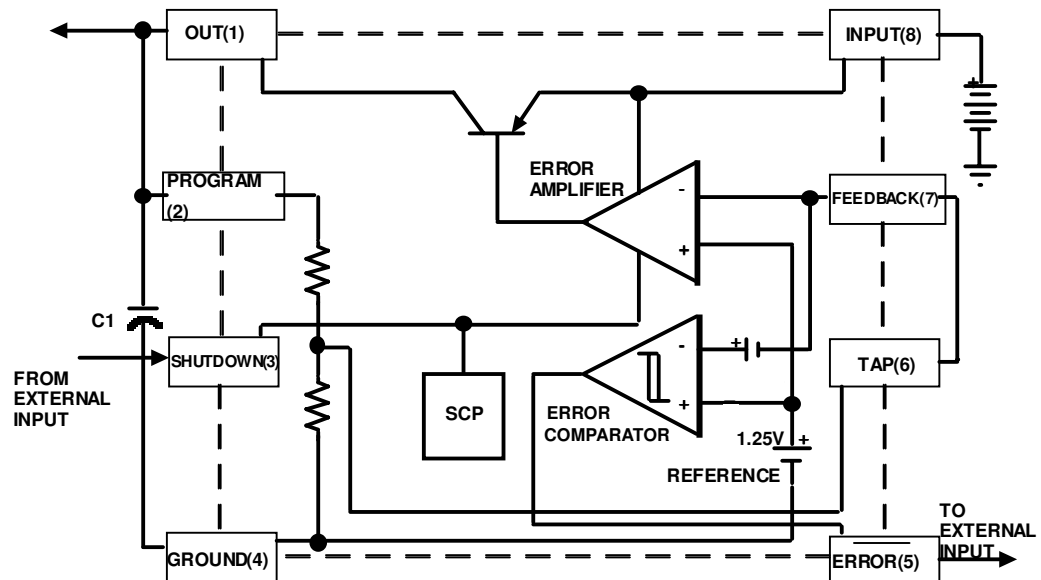 OUT(1)
INPUT(8)
+
ERROR
AMPLIFIER
-
+
PROGRAM
(2)
FEEDBACK(7)
C1
SHUTDOWN(3)
FROM
EXTERNAL
INPUT
SCP
-
+
+
ERROR
COMPARATOR
TAP(6)
1.25V +
REFERENCE
GROUND(4)
ERROR(5)
TO
EXTERNAL
INPUT